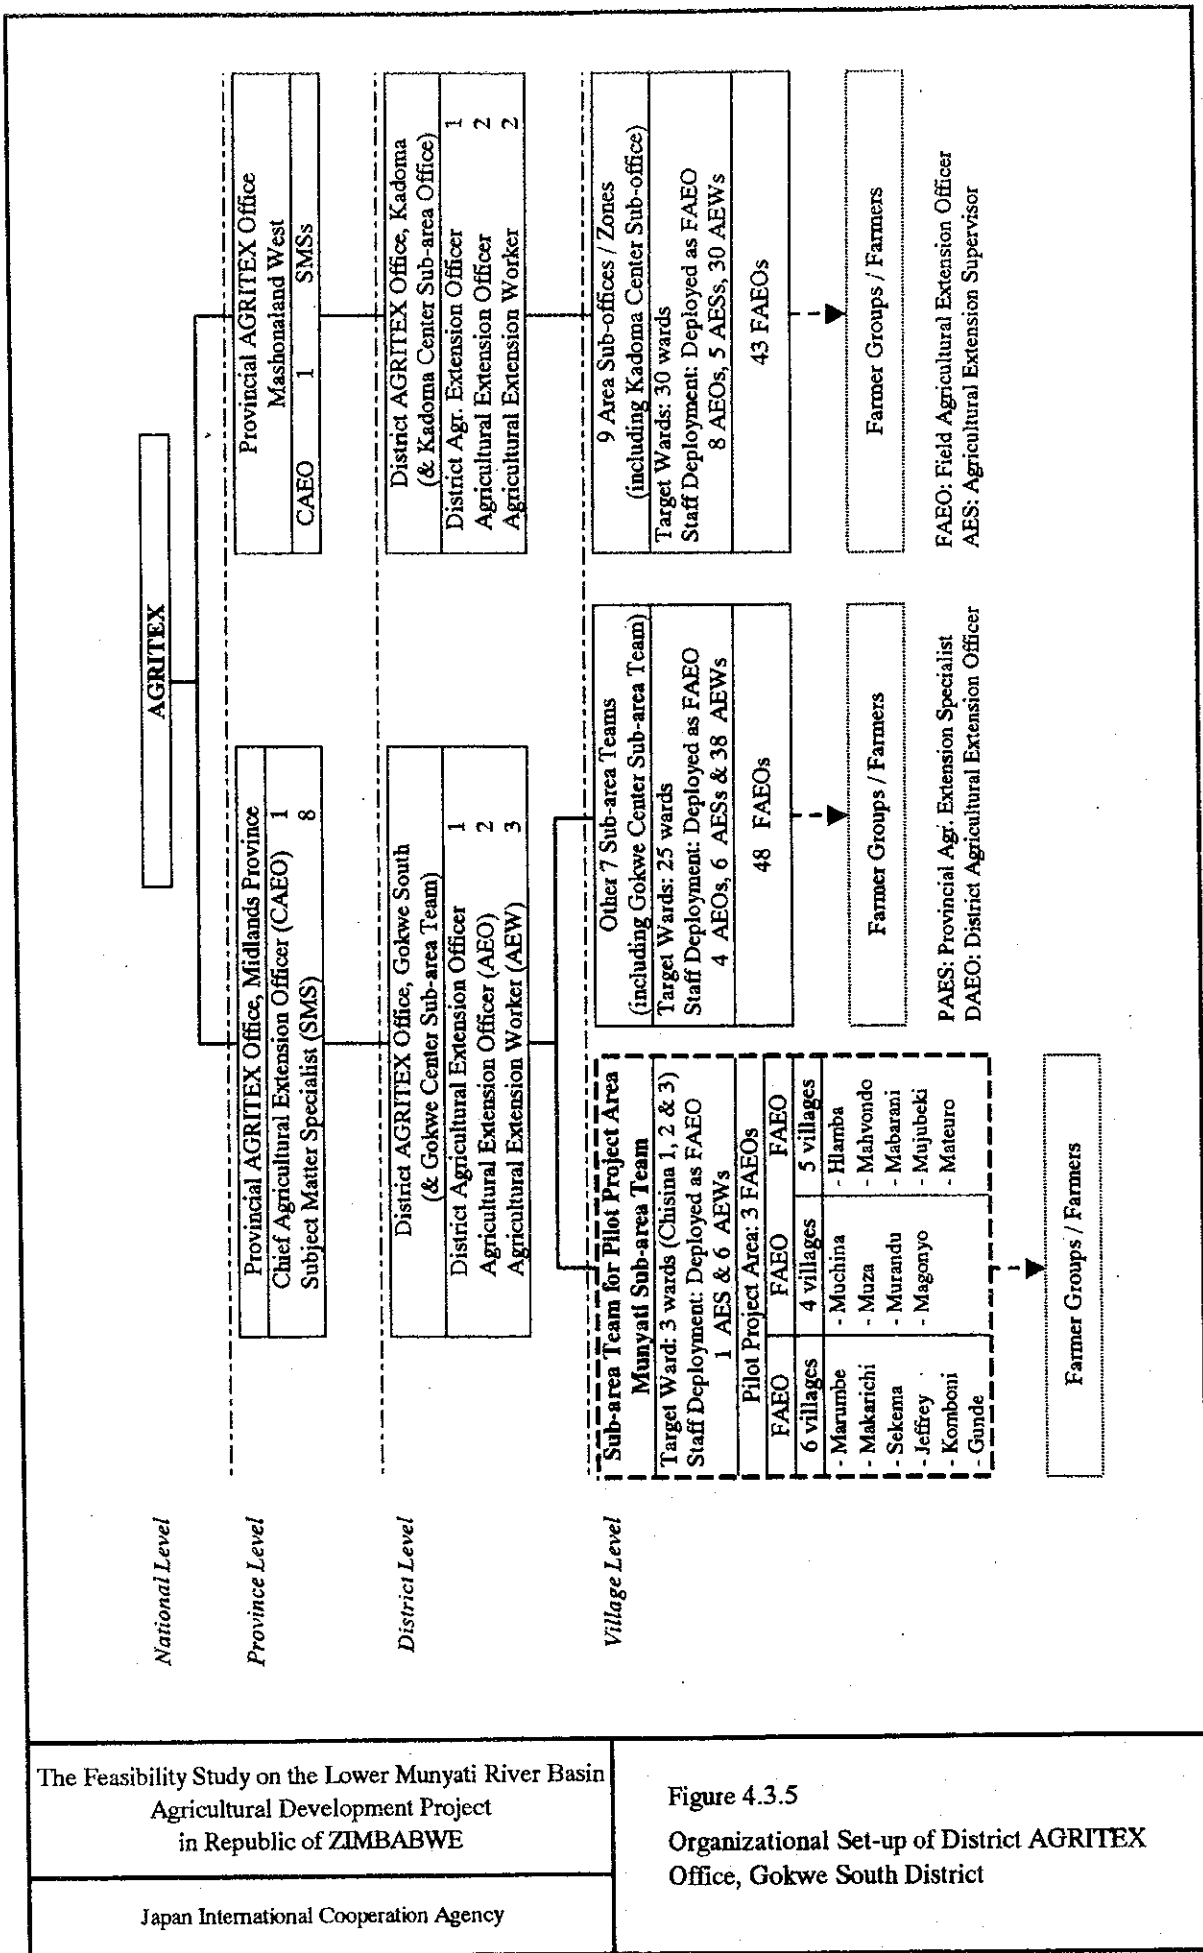 National Level
AGRITEX
Province Level
Provincial AGRITEX Office, Midlands Province
Chief Agricultural Extension Officer (CAEO) 1
Subject Matter Specialist (SMS) 8
Provincial AGRITEX Office
Mashonaland West
CAEO 1 SMSs
District Level
District AGRITEX Office, Gokwe South
(& Gokwe Center Sub-area Team)
District Agricultural Extension Officer 1
Agricultural Extension Officer (AEO) 2
Agricultural Extension Worker (AEW) 3
District AGRITEX Office, Kadoma
(& Kadoma Center Sub-area Office)
District Agr. Extension Officer 1
Agricultural Extension Officer 2
Agricultural Extension Worker 2
Village Level
Sub-area Team for Pilot Project Area
Munyati Sub-area Team
Target Ward: 3 wards (Chisina 1, 2 & 3)
Staff Deployment: Deployed as FAEO
1 AES & 6 AEWs
Pilot Project Area: 3 FAEOs
FAEO FAEO FAEO
6 villages 4 villages 5 villages
- Marumbe - Muchina - Hlamba
- Makarichi - Muza - Mahvondo
- Sekema - Murandu - Mabarani
- Jeffrey - Magonyo - Mujubeki
- Komboni - Mateuro
- Gunde
Farmer Groups / Farmers
Other 7 Sub-area Teams
(including Gokwe Center Sub-area Team)
Target Wards: 25 wards
Staff Deployment: Deployed as FAEO
4 AEOs, 6 AESs & 38 AEWs
48 FAEOs
Farmer Groups / Farmers
9 Area Sub-offices / Zones
(including Kadoma Center Sub-office)
Target Wards: 30 wards
Staff Deployment: Deployed as FAEO
8 AEOs, 5 AESs, 30 AEWs
43 FAEOs
Farmer Groups / Farmers
PAES: Provincial Agr. Extension Specialist
DAEO: District Agricultural Extension Officer
FAEO: Field Agricultural Extension Officer
AES: Agricultural Extension Supervisor
The Feasibility Study on the Lower Munyati River Basin
Agricultural Development Project
in Republic of ZIMBABWE
Japan International Cooperation Agency
Figure 4.3.5
Organizational Set-up of District AGRITEX
Office, Gokwe South District